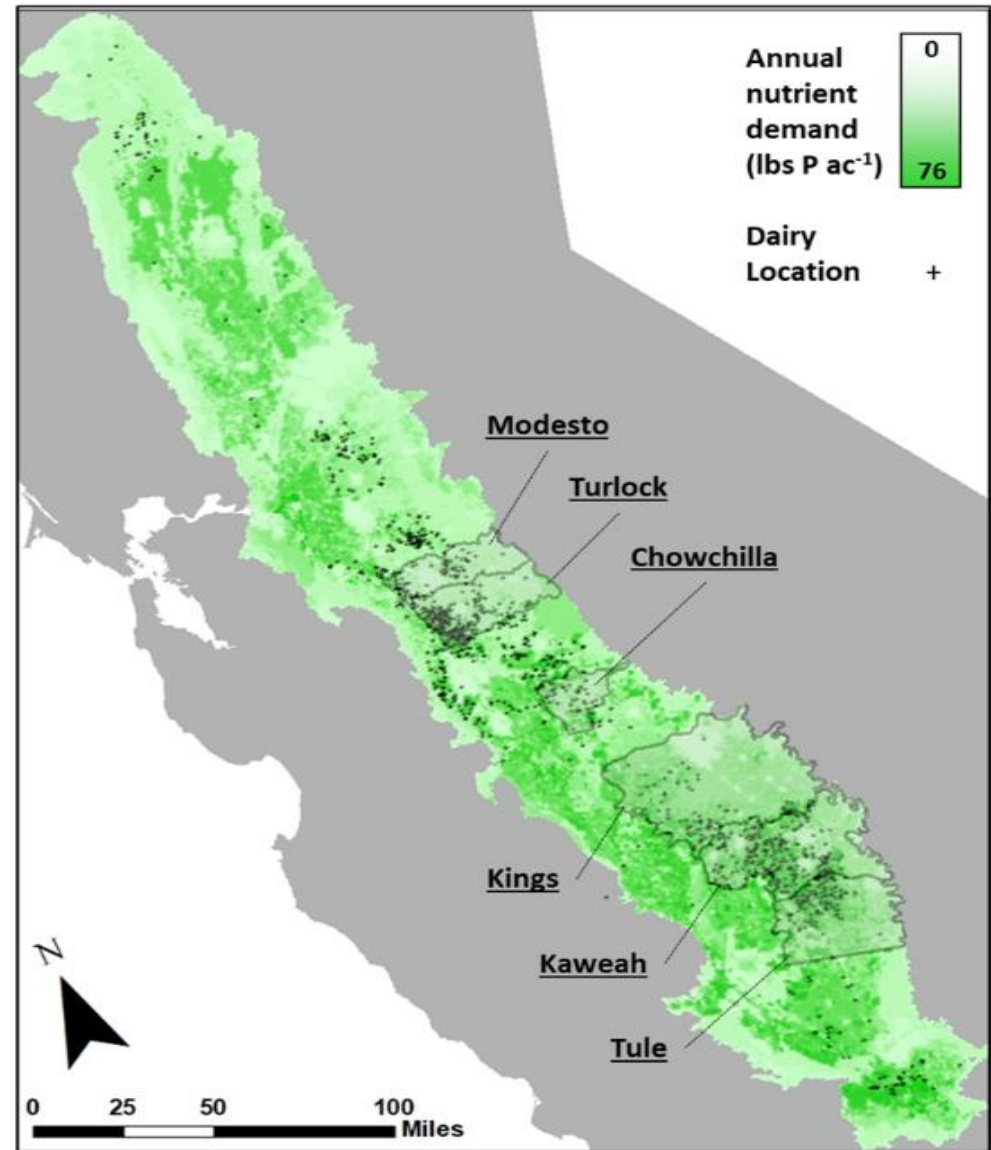 Annual
nutrient
demand
(lbs P ac⁻¹)
0
76
Dairy
Location +
Modesto
Turlock
Chowchilla
Kings
Kaweah
Tule
N
0 25 50 100
Miles